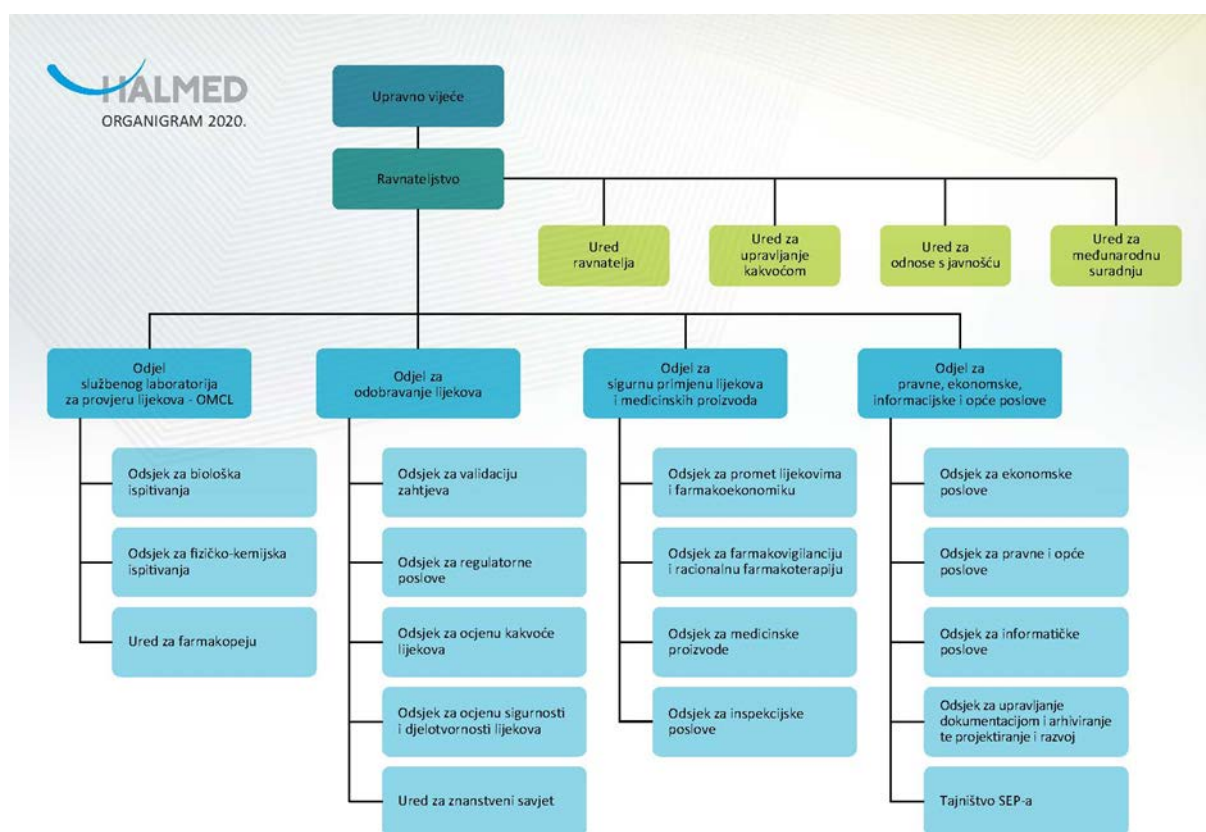 HALMED
ORGANIGRAM 2020.
Upravno vijeće
Ravnateljstvo
Ured
ravnatelja
Ured za
upravljanje
kakvoćom
Ured za
odnose s javnošću
Ured za
međunarodnu
suradnju
Odjel
službenog laboratorija
za provjeru lijekova - OMCL
Odsjek za biološka
ispitivanja
Odsjek za fizičko-kemijska
ispitivanja
Ured za farmakopeju
Odjel za
odobravanje lijekova
Odsjek za validaciju
zahtjeva
Odsjek za regulatorne
poslove
Odsjek za ocjenu kakvoće
lijekova
Odsjek za ocjenu sigurnosti
i djelotvornosti lijekova
Ured za znanstveni savjet
Odjel za
sigurnu primjenu lijekova
i medicinskih proizvoda
Odsjek za promet lijekovima
i farmakoekonomiku
Odsjek za farmakovigilanciju
i racionalnu farmakoterapiju
Odsjek za medicinske
proizvode
Odsjek za inspekcijske
poslove
Odjel za
pravne, ekonomske,
informacijske i opće poslove
Odsjek za ekonomske
poslove
Odsjek za pravne i opće
poslove
Odsjek za informatičke
poslove
Odsjek za upravljanje
dokumentacijom i arhiviranje
te projektiranje i razvoj
Tajništvo SEP-a